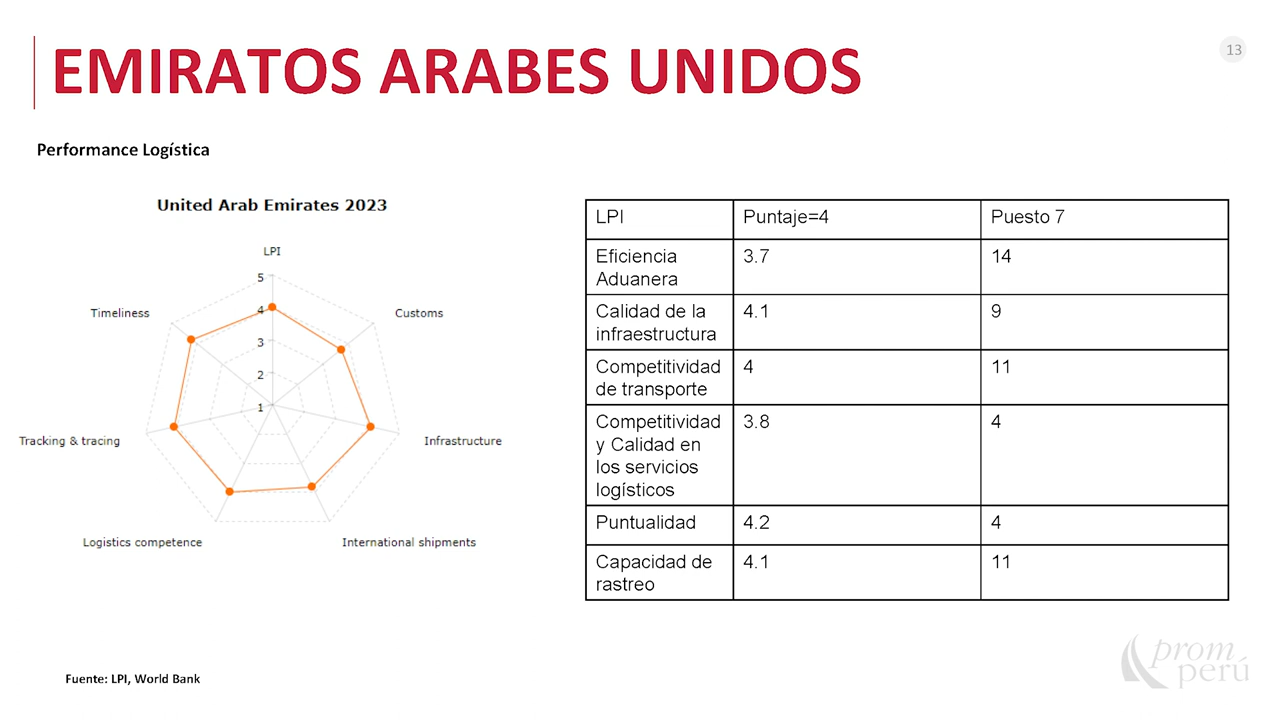 EMIRATOS ARABES UNIDOS
13
Performance Logística
United Arab Emirates 2023
LPI
5
4
3
2
1
Timeliness
Customs
Tracking & tracing
Infrastructure
Logistics competence
International shipments
LPI Puntaje=4 Puesto 7
Eficiencia 3.7 14
Aduanera
Calidad de la 4.1 9
infraestructura
Competitividad 4 11
de transporte
Competitividad 3.8 4
y Calidad en
los servicios
logísticos
Puntualidad 4.2 4
Capacidad de 4.1 11
rastreo
Fuente: LPI, World Bank
prom
perú